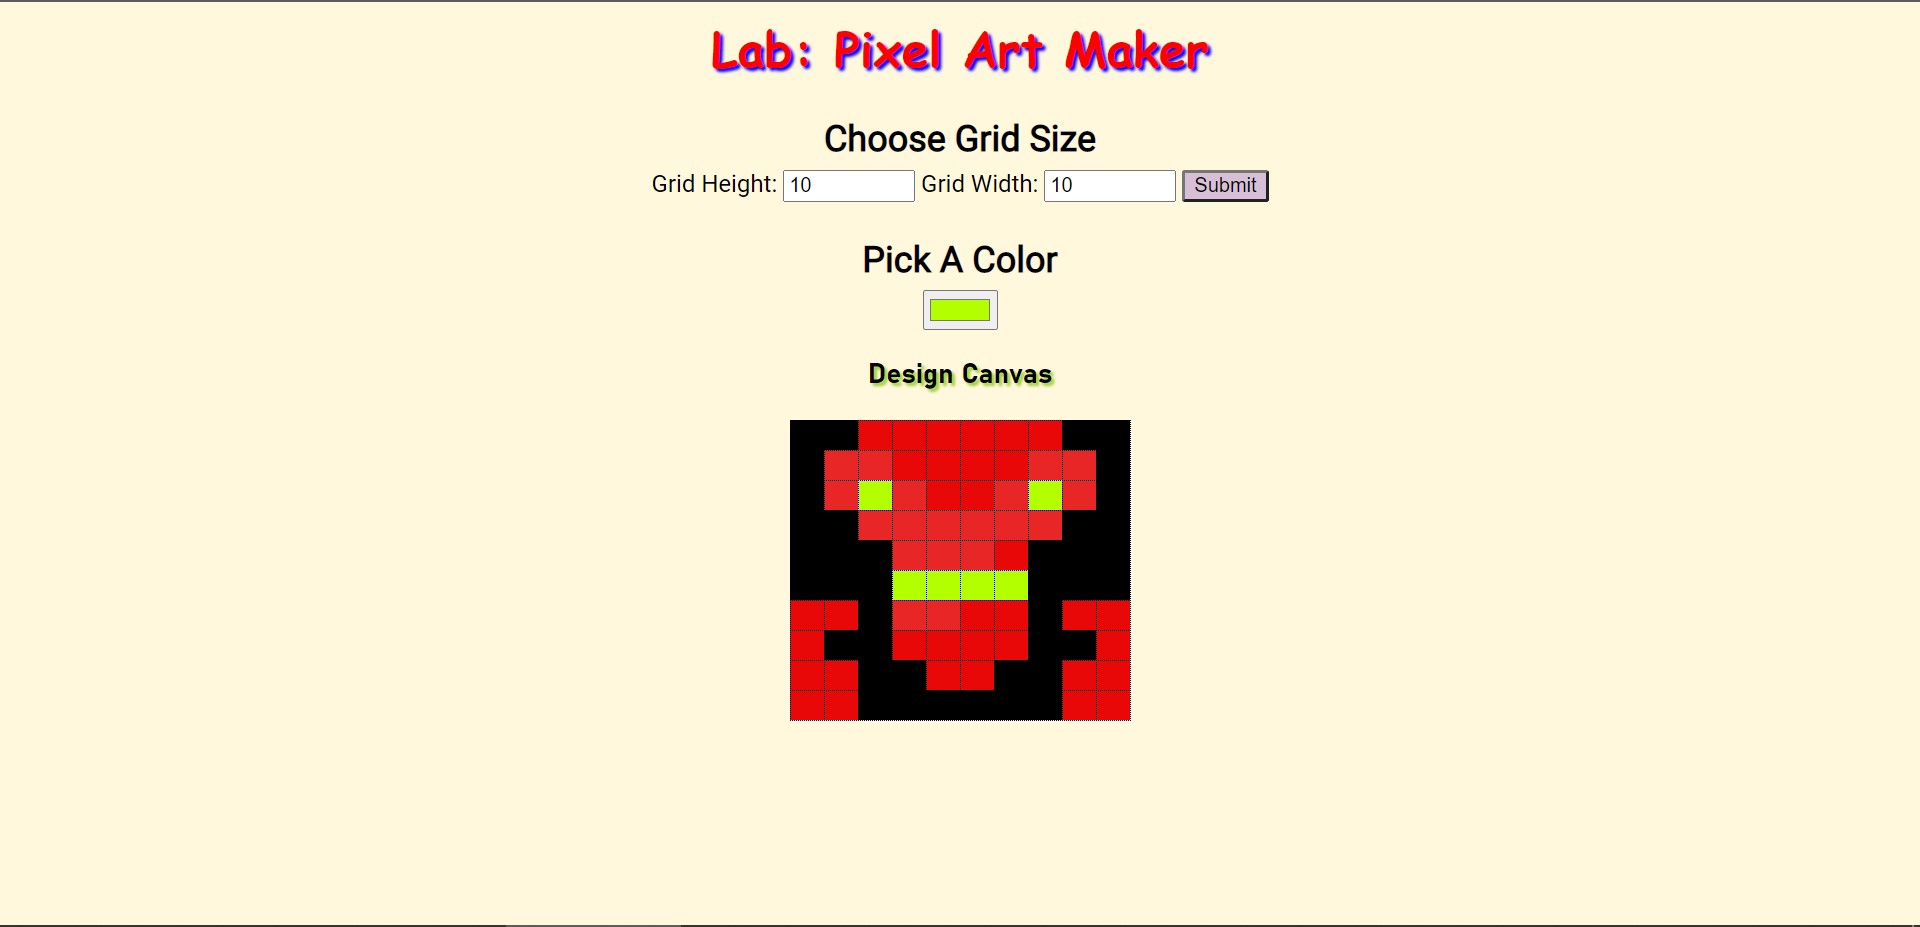 Lab: Pixel Art Maker
Choose Grid Size
Grid Height: 10 Grid Width: 10 Submit
Pick A Color
Design Canvas